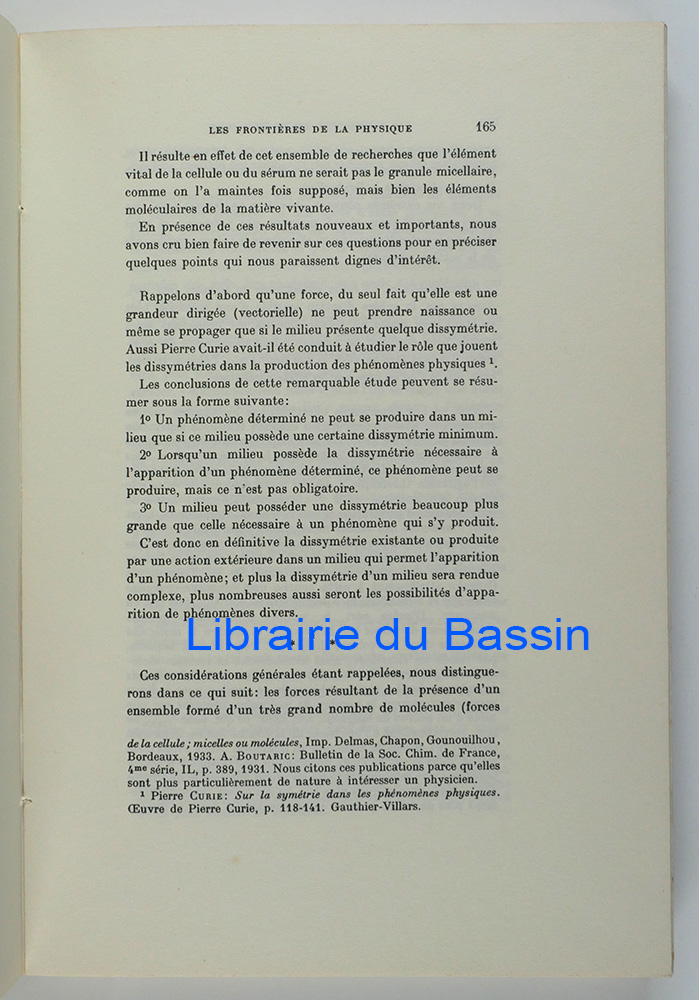 LES FRONTIÈRES DE LA PHYSIQUE 165
Il résulte en effet de cet ensemble de recherches que l'élément
vital de la cellule ou du sérum ne serait pas le granule micellaire,
comme on l'a maintes fois supposé, mais bien les éléments
moléculaires de la matière vivante.
En présence de ces résultats nouveaux et importants, nous
avons cru bien faire de revenir sur ces questions pour en préciser
quelques points qui nous paraissent dignes d'intérêt.
Rappelons d'abord qu'une force, du seul fait qu'elle est une
grandeur dirigée (vectorielle) ne peut prendre naissance ou
même se propager que si le milieu présente quelque dissymétrie.
Aussi Pierre Curie avait-il été conduit à étudier le rôle que jouent
les dissymétries dans la production des phénomènes physiques ¹.
Les conclusions de cette remarquable étude peuvent se résu-
mer sous la forme suivante:
1º Un phénomène déterminé ne peut se produire dans un mi-
lieu que si ce milieu possède une certaine dissymétrie minimum.
2º Lorsqu'un milieu possède la dissymétrie nécessaire à
l'apparition d'un phénomène déterminé, ce phénomène peut se
produire, mais ce n'est pas obligatoire.
3º Un milieu peut posséder une dissymétrie beaucoup plus
grande que celle nécessaire à un phénomène qui s'y produit.
C'est donc en définitive la dissymétrie existante ou produite
par une action extérieure dans un milieu qui permet l'apparition
d'un phénomène; et plus la dissymétrie d'un milieu sera rendue
complexe, plus nombreuses aussi seront les possibilités d'appa-
rition de phénomènes divers.
Librairie du Bassin
* * *
Ces considérations générales étant rappelées, nous distingue-
rons dans ce qui suit: les forces résultant de la présence d'un
ensemble formé d'un très grand nombre de molécules (forces
de la cellule; micelles ou molécules, Imp. Delmas, Chapon, Gounouilhou,
Bordeaux, 1933. A. BOUTARIC: Bulletin de la Soc. Chim. de France,
4me série, IL, p. 389, 1931. Nous citons ces publications parce qu'elles
sont plus particulièrement de nature à intéresser un physicien.
¹ Pierre CURIE: Sur la symétrie dans les phénomènes physiques.
Œuvre de Pierre Curie, p. 118-141. Gauthier-Villars.